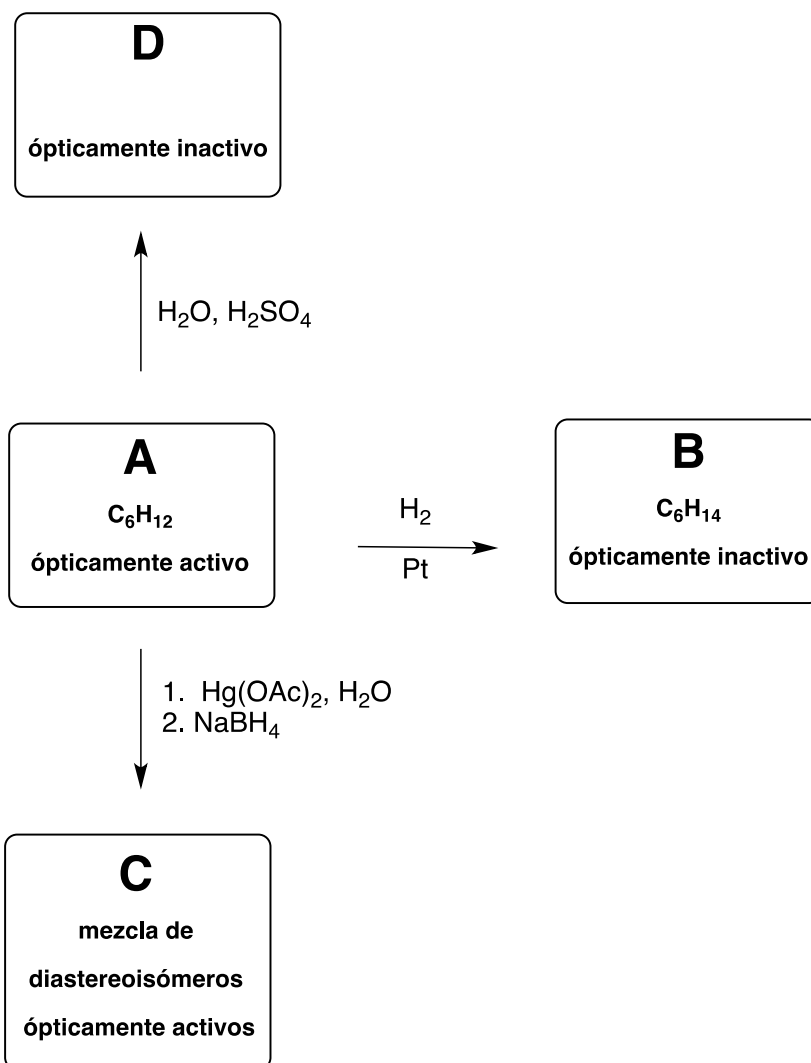 D
ópticamente inactivo
H₂O, H₂SO₄
A
C₆H₁₂
ópticamente activo
H₂
Pt
B
C₆H₁₄
ópticamente inactivo
1. Hg(OAc)₂, H₂O
2. NaBH₄
C
mezcla de
diastereoisómeros
ópticamente activos